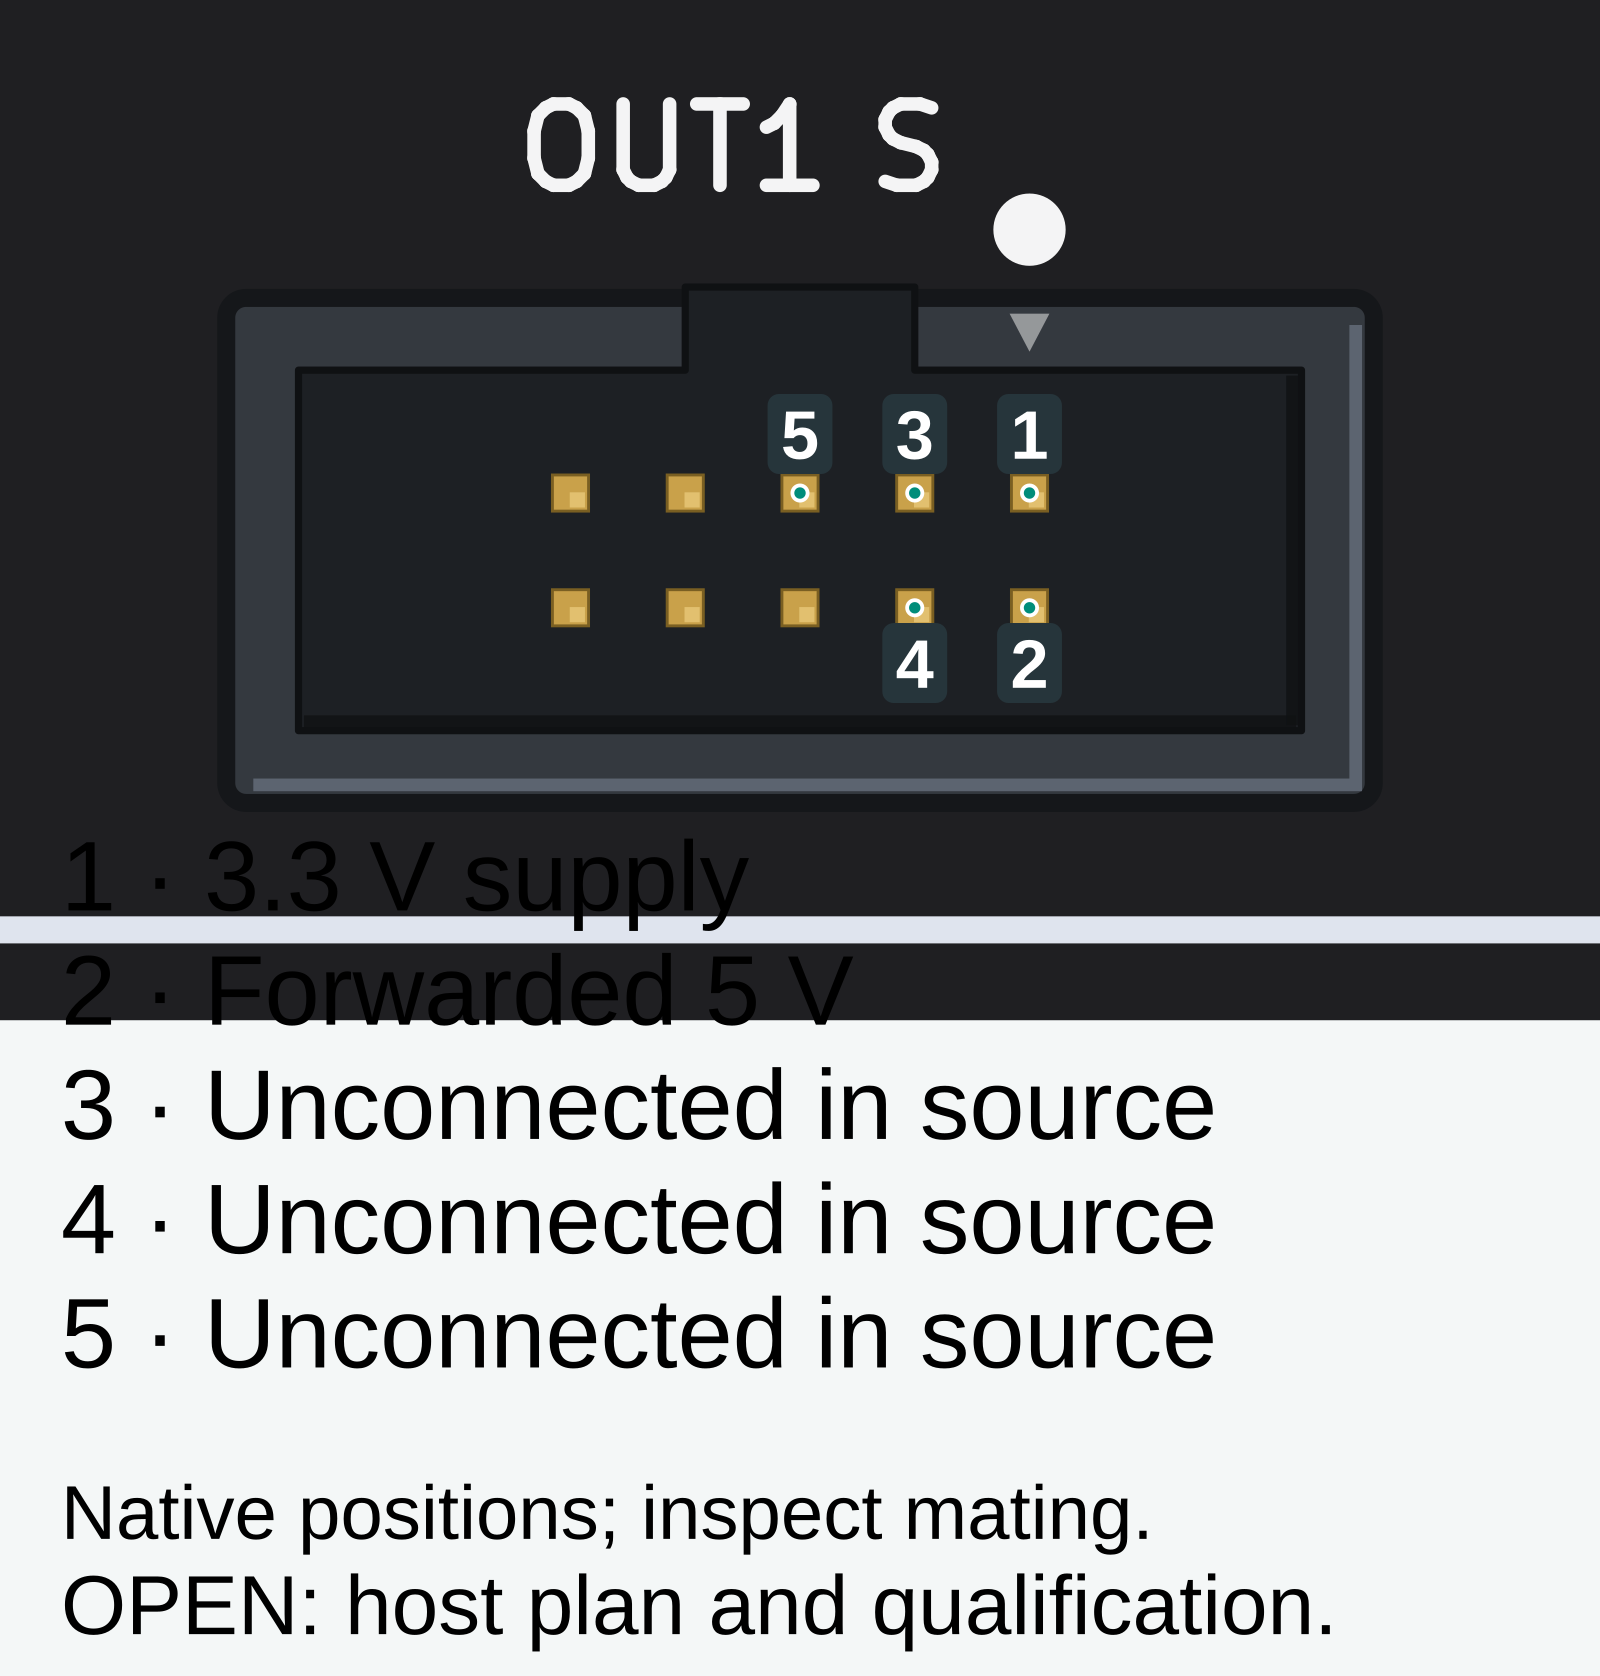 OUT1 S
5 3 1
4 2
1 · 3.3 V supply
2 · Forwarded 5 V
3 · Unconnected in source
4 · Unconnected in source
5 · Unconnected in source
Native positions; inspect mating.
OPEN: host plan and qualification.